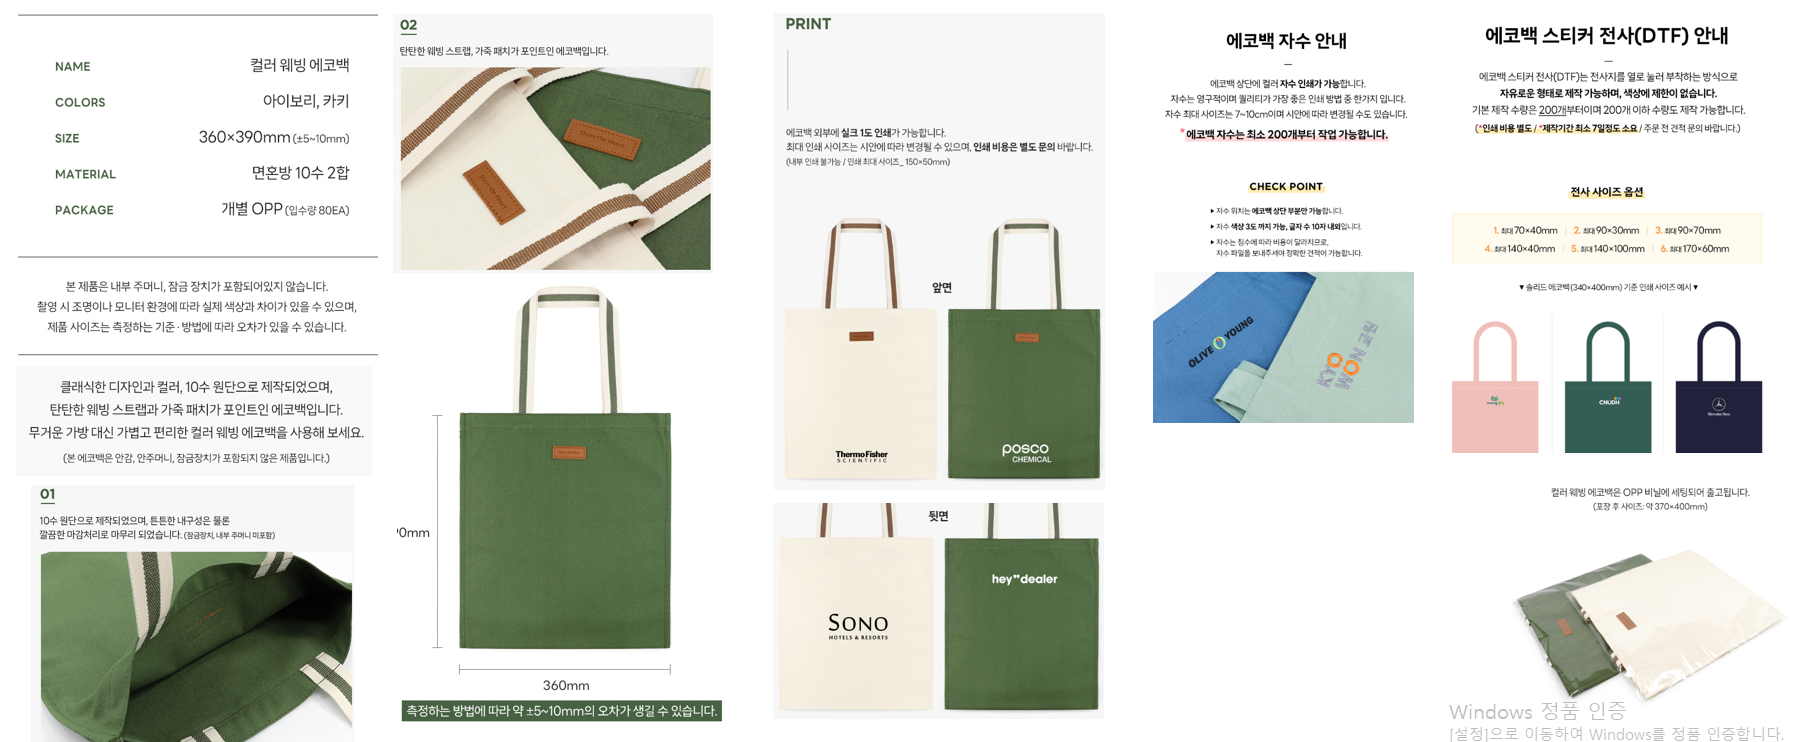 NAME 컬러 웨빙 에코백
COLORS 아이보리, 카키
SIZE 360×390mm (±5~10mm)
MATERIAL 면혼방 10수 2합
PACKAGE 개별 OPP (입수량 80EA)
본 제품은 내부 주머니, 잠금 장치가 포함되어있지 않습니다.
촬영 시 조명이나 모니터 환경에 따라 실제 색상과 차이가 있을 수 있으며,
제품 사이즈는 측정하는 기준 · 방법에 따라 오차가 있을 수 있습니다.
클래식한 디자인과 컬러, 10수 원단으로 제작되었으며,
탄탄한 웨빙 스트랩과 가죽 패치가 포인트인 에코백입니다.
무거운 가방 대신 가볍고 편리한 컬러 웨빙 에코백을 사용해 보세요.
(본 에코백은 안감, 안주머니, 잠금장치가 포함되지 않은 제품입니다.)
01
10수 원단으로 제작되었으며, 튼튼한 내구성은 물론
깔끔한 마감처리로 마무리 되었습니다. (잠금장치, 내부 주머니 미포함)
02
탄탄한 웨빙 스트랩, 가죽 패치가 포인트인 에코백입니다.
0mm
360mm
측정하는 방법에 따라 약 ±5~10mm의 오차가 생길 수 있습니다.
PRINT
에코백 외부에 실크 1도 인쇄가 가능합니다.
최대 인쇄 사이즈는 시안에 따라 변경될 수 있으며, 인쇄 비용은 별도 문의 바랍니다.
(내부 인쇄 불가능 / 인쇄 최대 사이즈_ 150×50mm)
앞면
ThermoFisher
SCIENTIFIC
posco
CHEMICAL
뒷면
SONO
HOTELS & RESORTS
hey dealer
에코백 자수 안내
에코백 상단에 컬러 자수 인쇄가 가능합니다.
자수는 영구적이며 퀄리티가 가장 좋은 인쇄 방법 중 한가지 입니다.
자수 최대 사이즈는 7~10cm이며 시안에 따라 변경될 수도 있습니다.
*에코백 자수는 최소 200개부터 작업 가능합니다.
CHECK POINT
▶ 자수 위치는 에코백 상단 부분만 가능합니다.
▶ 자수 색상 3도 까지 가능, 글자 수 10자 내외입니다.
▶ 자수는 침수에 따라 비용이 달라지므로,
자수 파일을 보내주셔야 정확한 견적이 가능합니다.
OLIVE YOUNG
KYOWON 교원
에코백 스티커 전사(DTF) 안내
에코백 스티커 전사(DTF)는 전사지를 열로 눌러 부착하는 방식으로
자유로운 형태로 제작 가능하며, 색상에 제한이 없습니다.
기본 제작 수량은 200개부터이며 200개 이하 수량도 제작 가능합니다.
(*인쇄 비용 별도 / *제작기간 최소 7일정도 소요 / 주문 전 견적 문의 바랍니다.)
전사 사이즈 옵션
1. 최대 70×40mm | 2. 최대 90×30mm | 3. 최대 90×70mm
4. 최대 140×40mm | 5. 최대 140×100mm | 6. 최대 170×60mm
▼ 솔리드 에코백(340×400mm) 기준 인쇄 사이즈 예시 ▼
CNUDH
Mercedes-Benz
컬러 웨빙 에코백은 OPP 비닐에 세팅되어 출고됩니다.
(포장 후 사이즈: 약 370×400mm)
Windows 정품 인증
[설정]으로 이동하여 Windows를 정품 인증합니다.